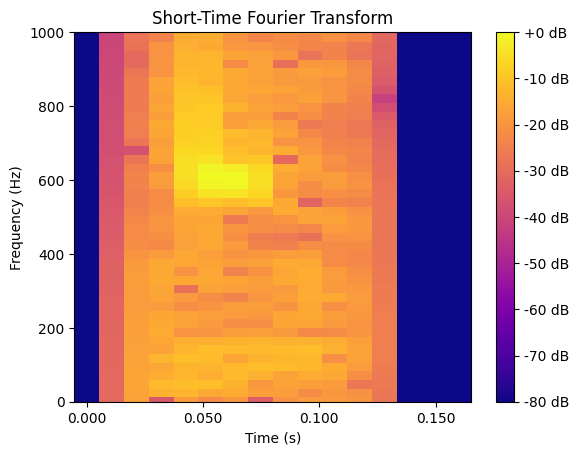 Short-Time Fourier Transform
1000
800
600
400
200
0
Frequency (Hz)
0.000
0.050
0.100
0.150
Time (s)
+0 dB
-10 dB
-20 dB
-30 dB
-40 dB
-50 dB
-60 dB
-70 dB
-80 dB